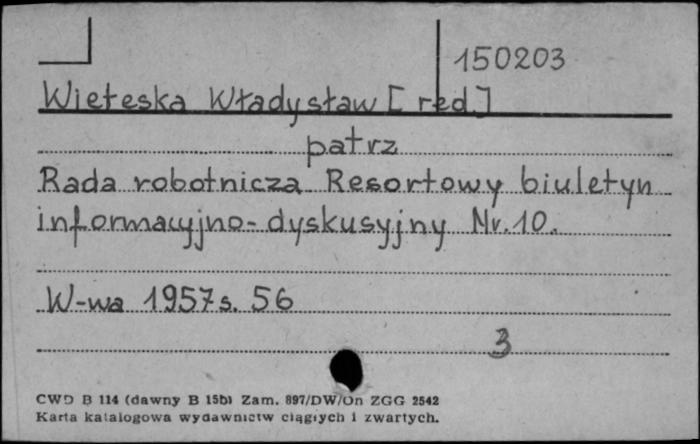 150203
Wieteska Władysław [red]
patrz
Rada robotnicza Resortowy biuletyn
informacyjno-dyskusyjny Nr.10.
W-wa 1957 s. 56
3
CWD B 114 (dawny B 15b) Zam. 897/DW/On ZGG 2542
Karta katalogowa wydawnictw ciągłych i zwartych.